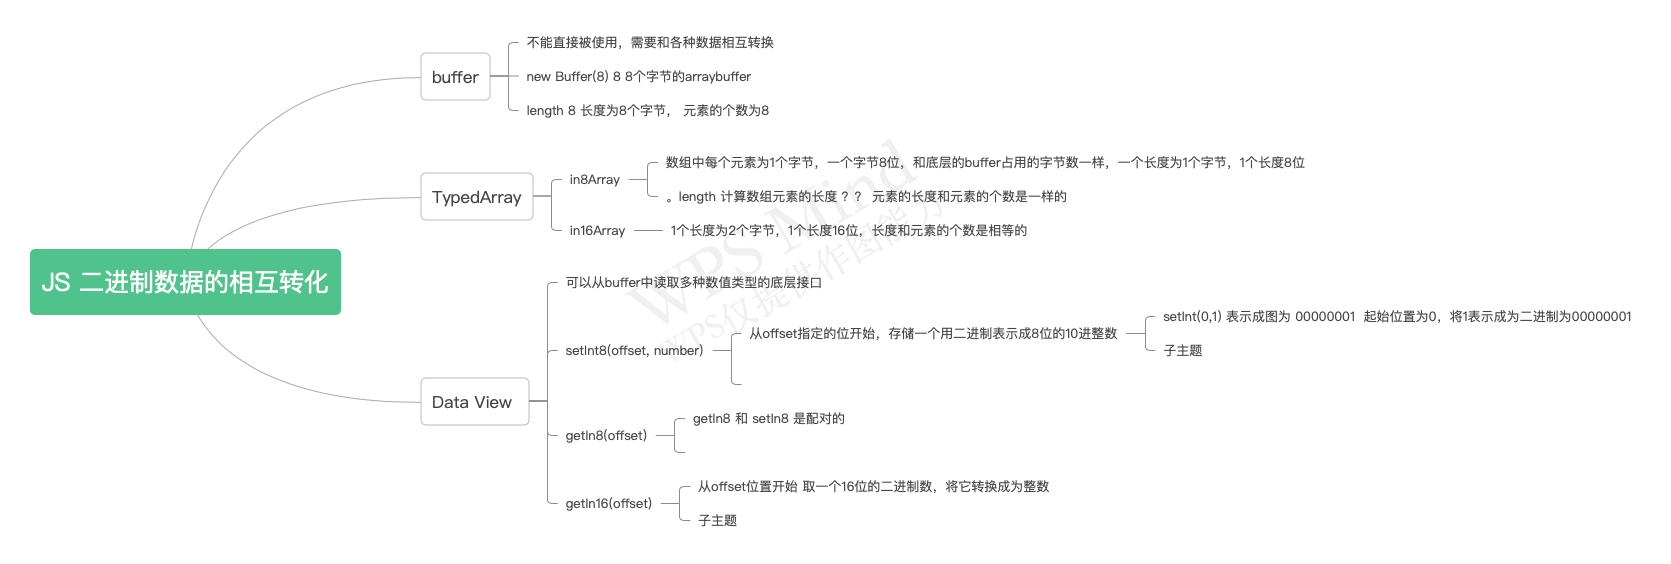 JS 二进制数据的相互转化
buffer
不能直接被使用，需要和各种数据相互转换
new Buffer(8) 8 8个字节的arraybuffer
length 8 长度为8个字节， 元素的个数为8
TypedArray
in8Array
数组中每个元素为1个字节，一个字节8位，和底层的buffer占用的字节数一样，一个长度为1个字节，1个长度8位
。length 计算数组元素的长度 ？？ 元素的长度和元素的个数是一样的
in16Array
1个长度为2个字节，1个长度16位，长度和元素的个数是相等的
Data View
可以从buffer中读取多种数值类型的底层接口
setInt8(offset, number)
从offset指定的位开始，存储一个用二进制表示成8位的10进整数
setInt(0,1) 表示成图为 00000001 起始位置为0，将1表示成为二进制为00000001
子主题
getIn8(offset)
getIn8 和 setIn8 是配对的
getIn16(offset)
从offset位置开始 取一个16位的二进制数，将它转换成为整数
子主题
WPS Mind
WPS仅提供作图能力